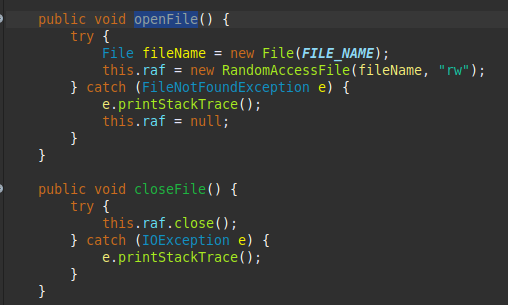 public void openFile() {
try {
File fileName = new File(FILE_NAME);
this.raf = new RandomAccessFile(fileName, "rw");
} catch (FileNotFoundException e) {
e.printStackTrace();
this.raf = null;
}
}
public void closeFile() {
try {
this.raf.close();
} catch (IOException e) {
e.printStackTrace();
}
}